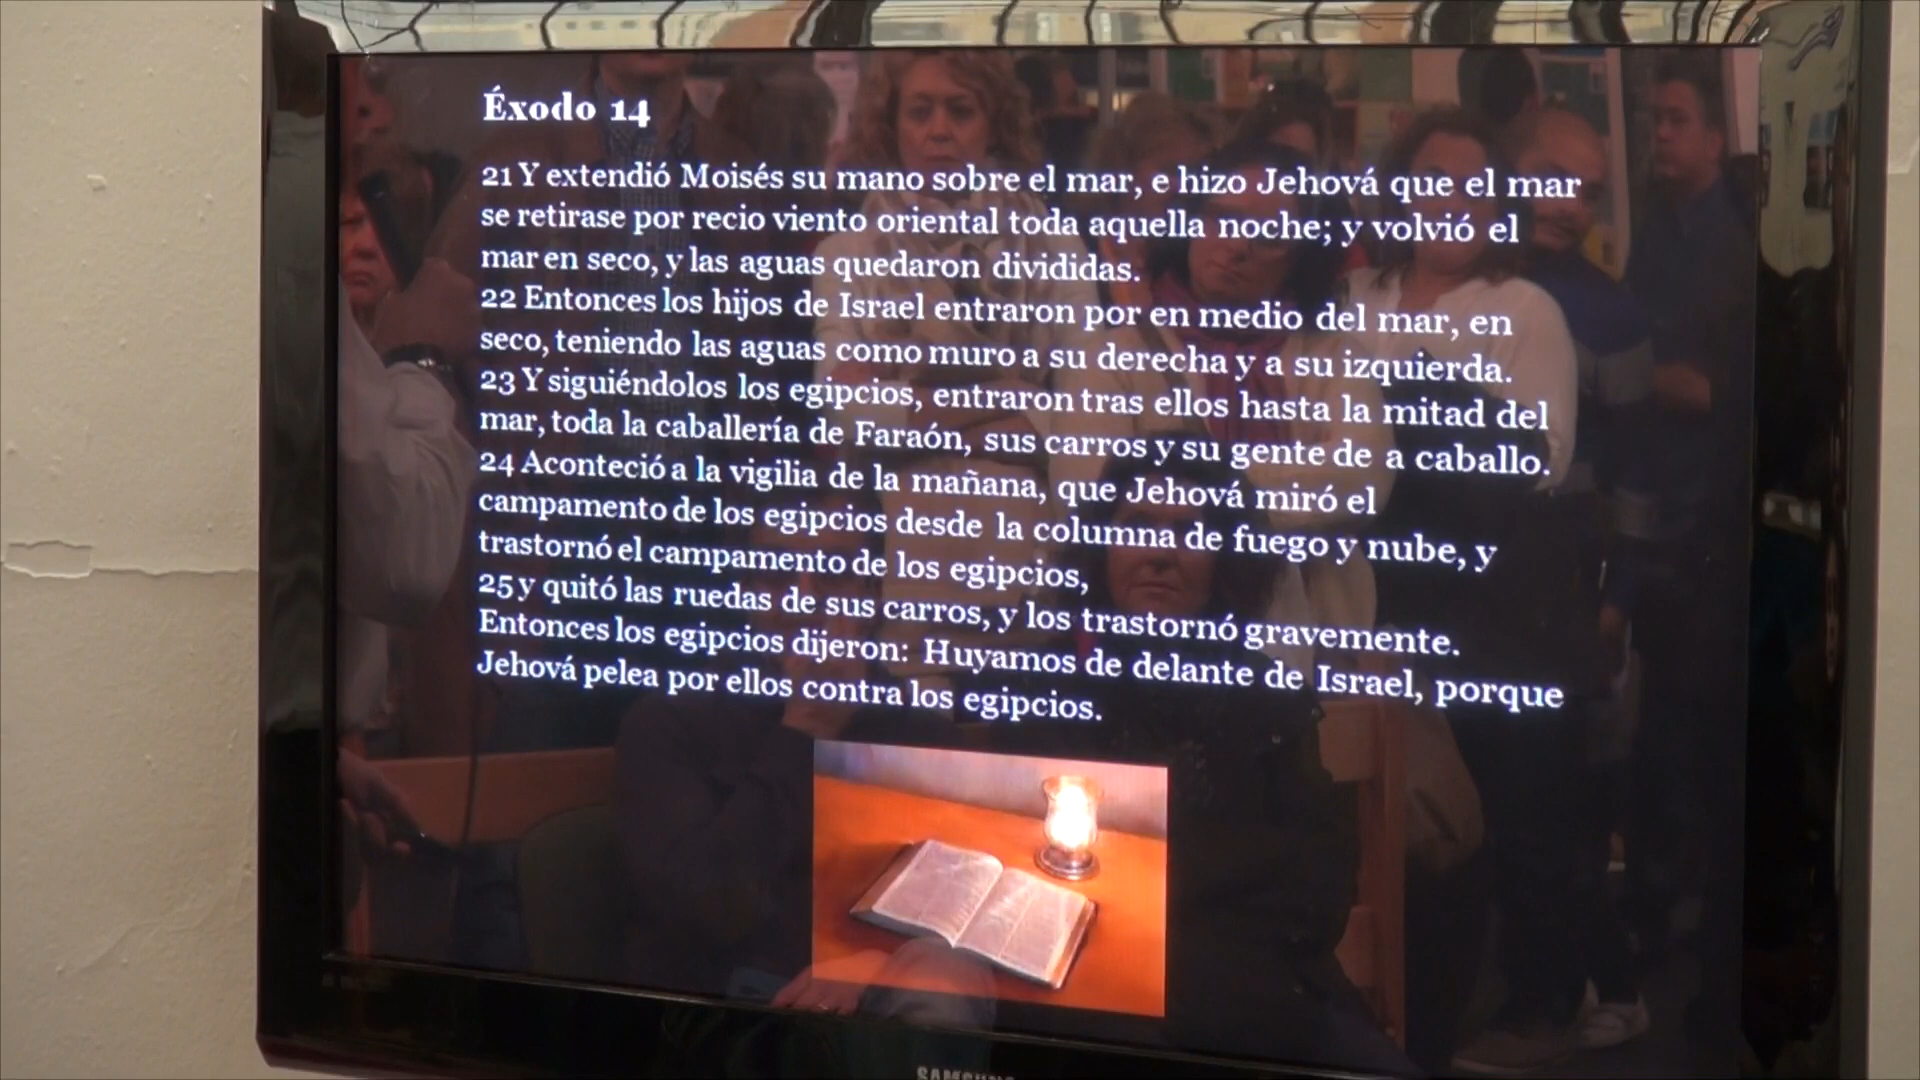 Éxodo 14
21 Y extendió Moisés su mano sobre el mar, e hizo Jehová que el mar
se retirase por recio viento oriental toda aquella noche; y volvió el
mar en seco, y las aguas quedaron divididas.
22 Entonces los hijos de Israel entraron por en medio del mar, en
seco, teniendo las aguas como muro a su derecha y a su izquierda.
23 Y siguiéndolos los egipcios, entraron tras ellos hasta la mitad del
mar, toda la caballería de Faraón, sus carros y su gente de a caballo.
24 Aconteció a la vigilia de la mañana, que Jehová miró el
campamento de los egipcios desde la columna de fuego y nube, y
trastornó el campamento de los egipcios,
25 y quitó las ruedas de sus carros, y los trastornó gravemente.
Entonces los egipcios dijeron: Huyamos de delante de Israel, porque
Jehová pelea por ellos contra los egipcios.
SAMSUNG